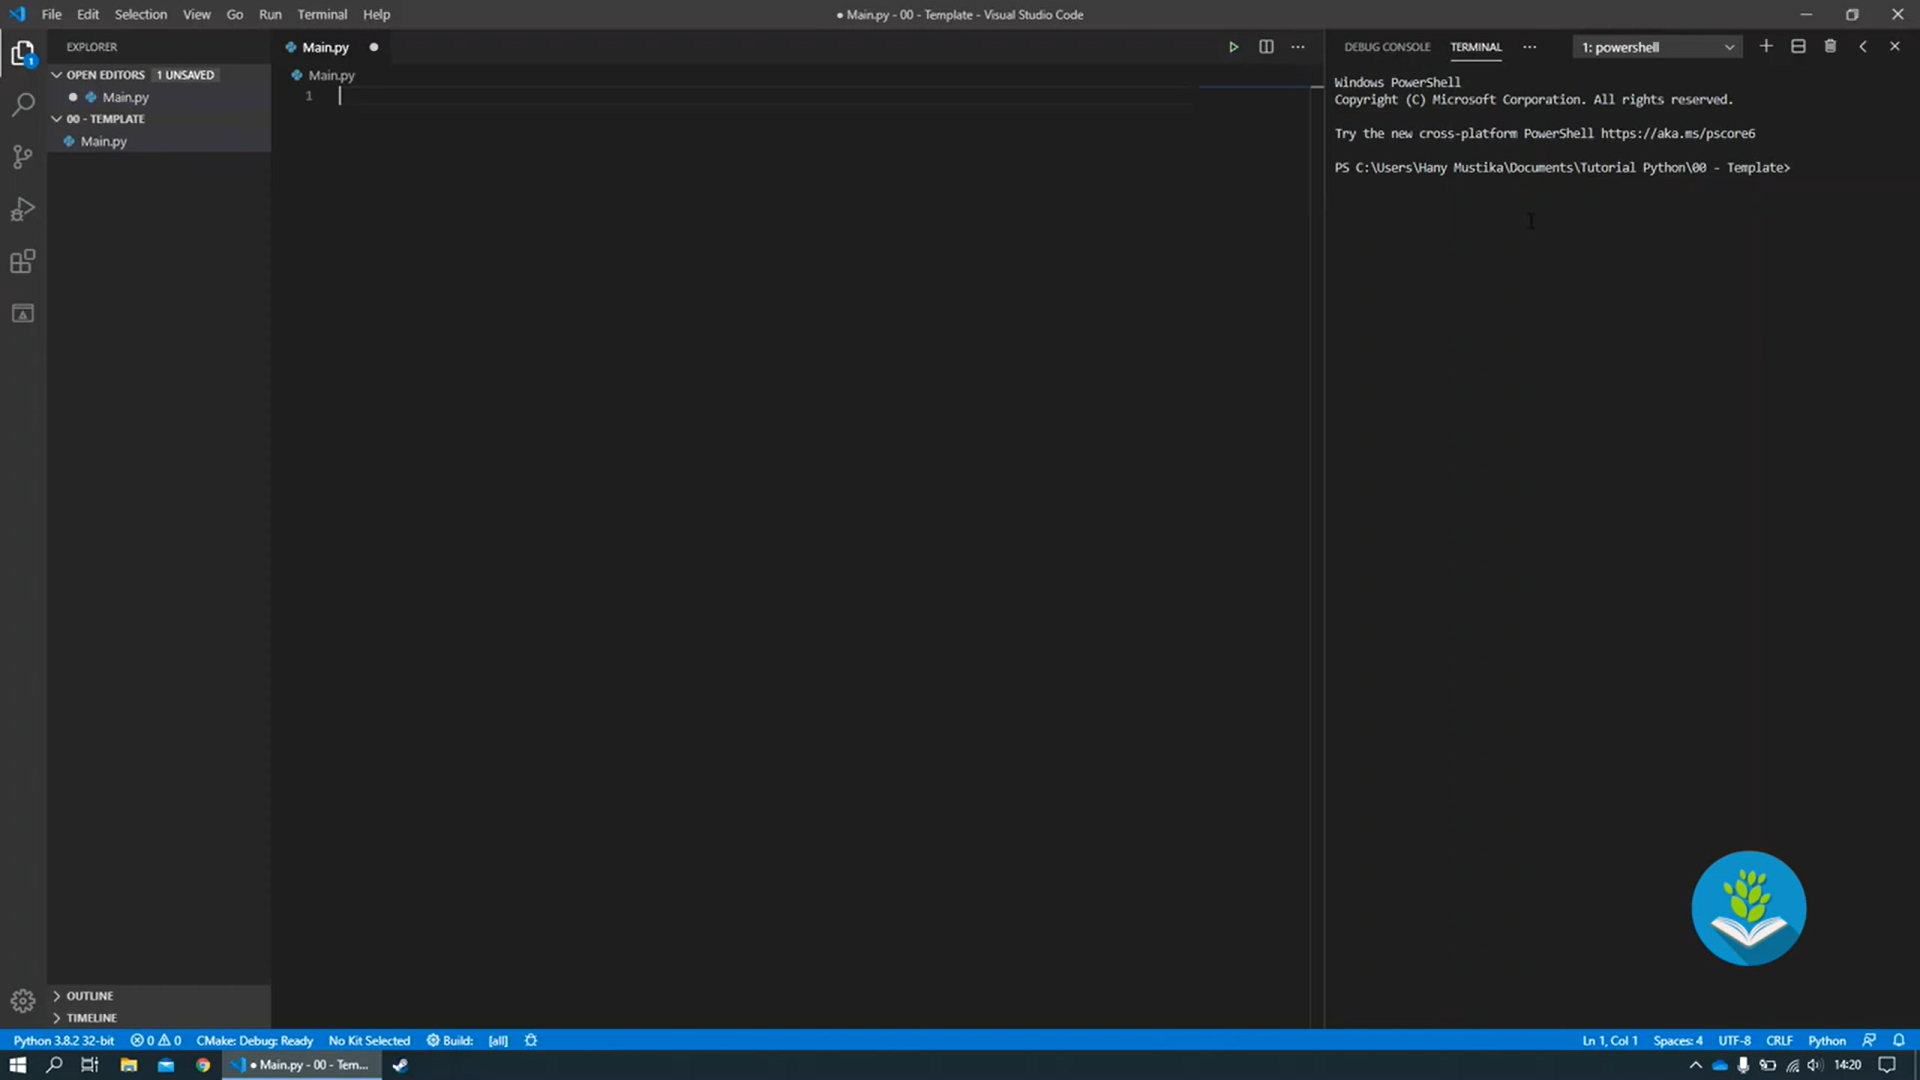 File Edit Selection View Go Run Terminal Help
● Main.py - 00 - Template - Visual Studio Code
EXPLORER
OPEN EDITORS 1 UNSAVED
Main.py
00 - TEMPLATE
Main.py
OUTLINE
TIMELINE
1
Main.py
Main.py
1
DEBUG CONSOLE TERMINAL ··· 1: powershell
Windows PowerShell
Copyright (C) Microsoft Corporation. All rights reserved.
Try the new cross-platform PowerShell https://aka.ms/pscore6
PS C:\Users\Hany Mustika\Documents\Tutorial Python\00 - Template>
Python 3.8.2 32-bit 0 0 CMake: Debug: Ready No Kit Selected Build: [all] Ln 1, Col 1 Spaces: 4 UTF-8 CRLF Python
● Main.py - 00 - Tem... 14:20